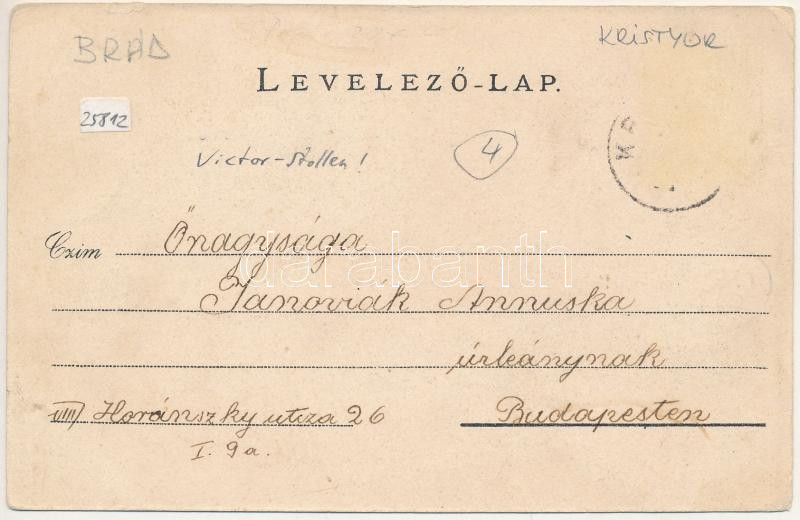 BRAD
KRISTYOR
LEVELEZŐ-LAP.
25812
Victor-Stollen!
4
Czim Őnagysága
darabanth
Janoviák Annuska
úrleánynak
VIII Horánszky utcza 26
Budapesten
I. 9a.